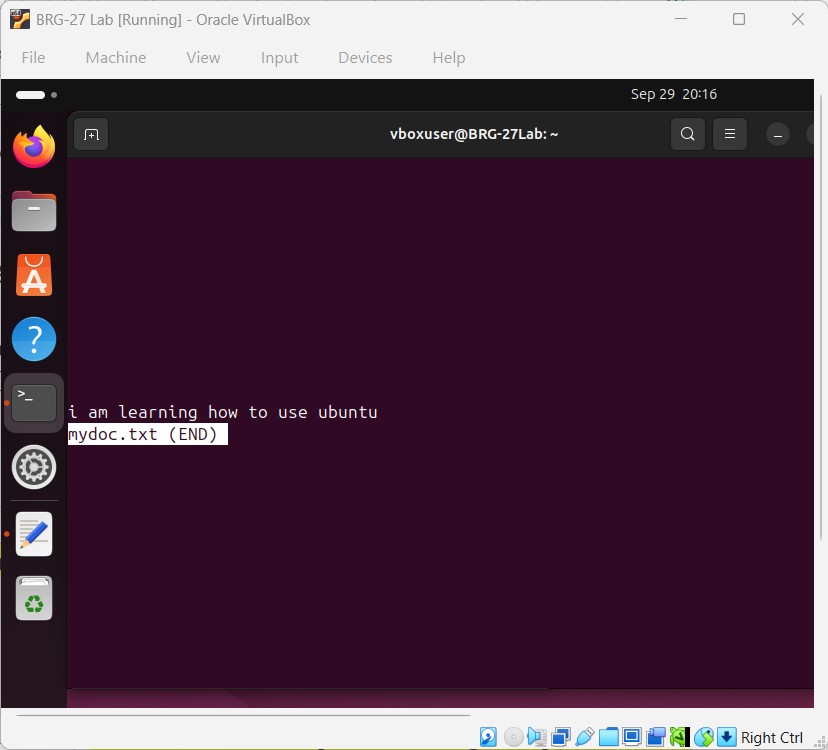 BRG-27 Lab [Running] - Oracle VirtualBox
File Machine View Input Devices Help
Sep 29 20:16
vboxuser@BRG-27Lab: ~
i am learning how to use ubuntu
mydoc.txt (END)
Right Ctrl